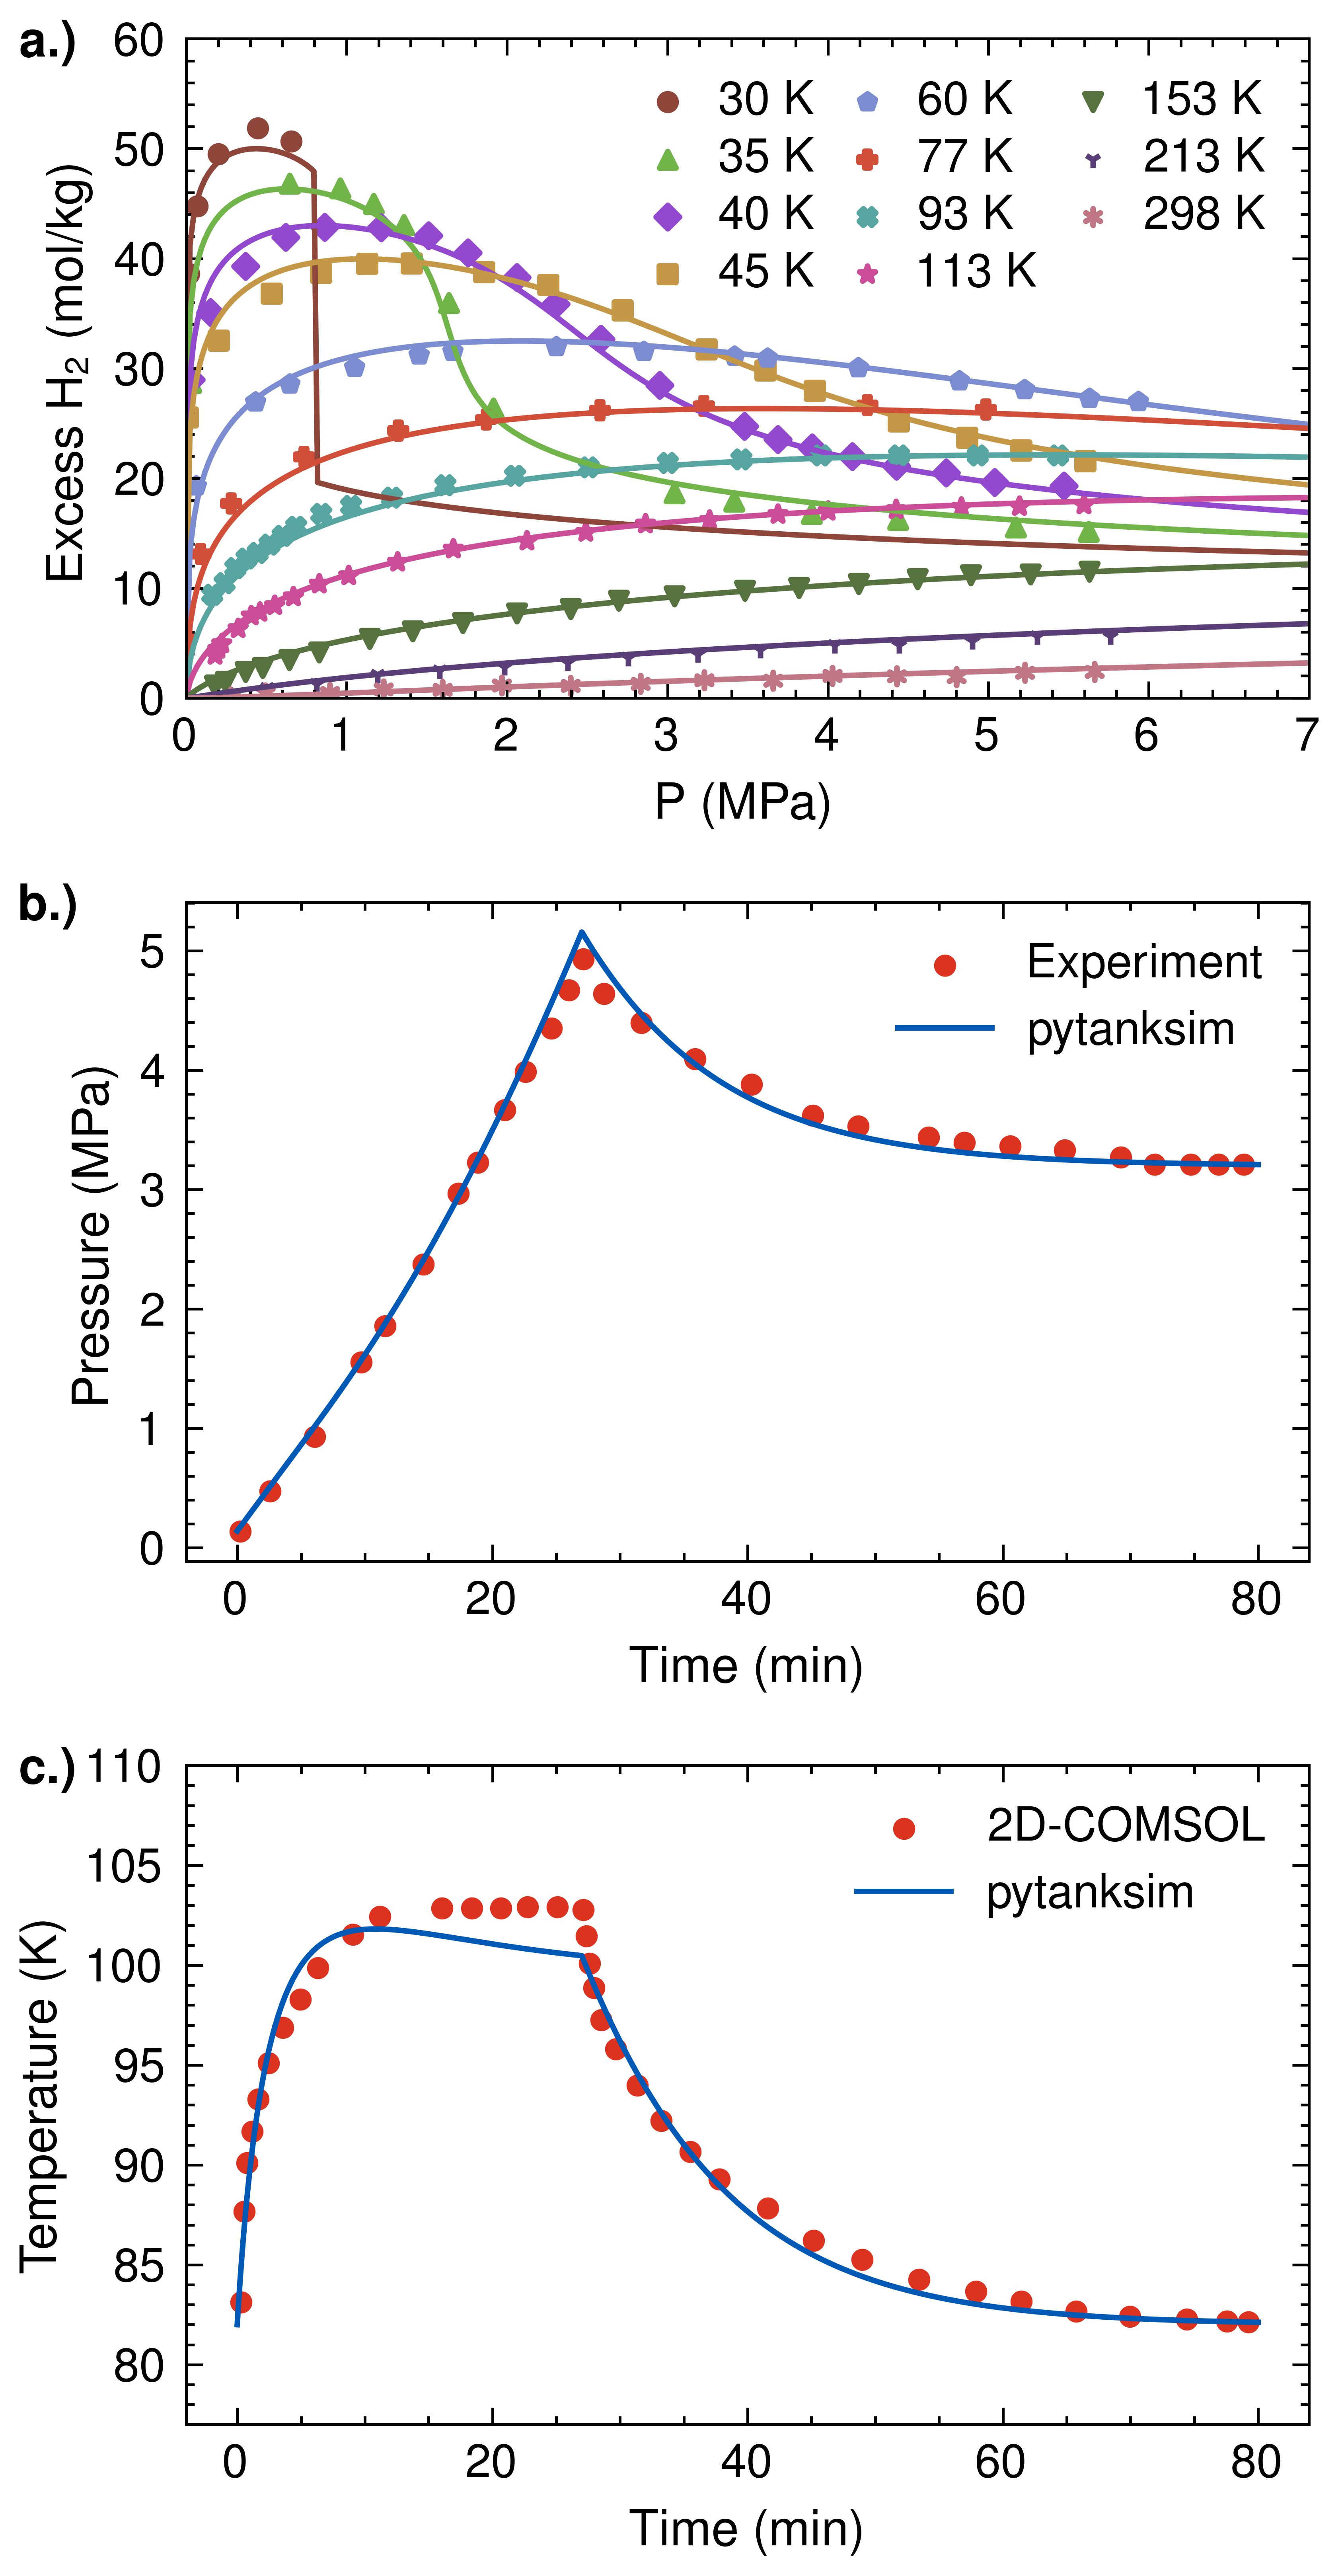 a.)
60
50
40
30
20
10
0
Excess H₂ (mol/kg)
30 K 60 K 153 K
35 K 77 K 213 K
40 K 93 K 298 K
45 K 113 K
0 1 2 3 4 5 6 7
P (MPa)
b.)
5
4
3
2
1
0
Pressure (MPa)
Experiment
pytanksim
0 20 40 60 80
Time (min)
c.)
110
105
100
95
90
85
80
Temperature (K)
2D-COMSOL
pytanksim
0 20 40 60 80
Time (min)